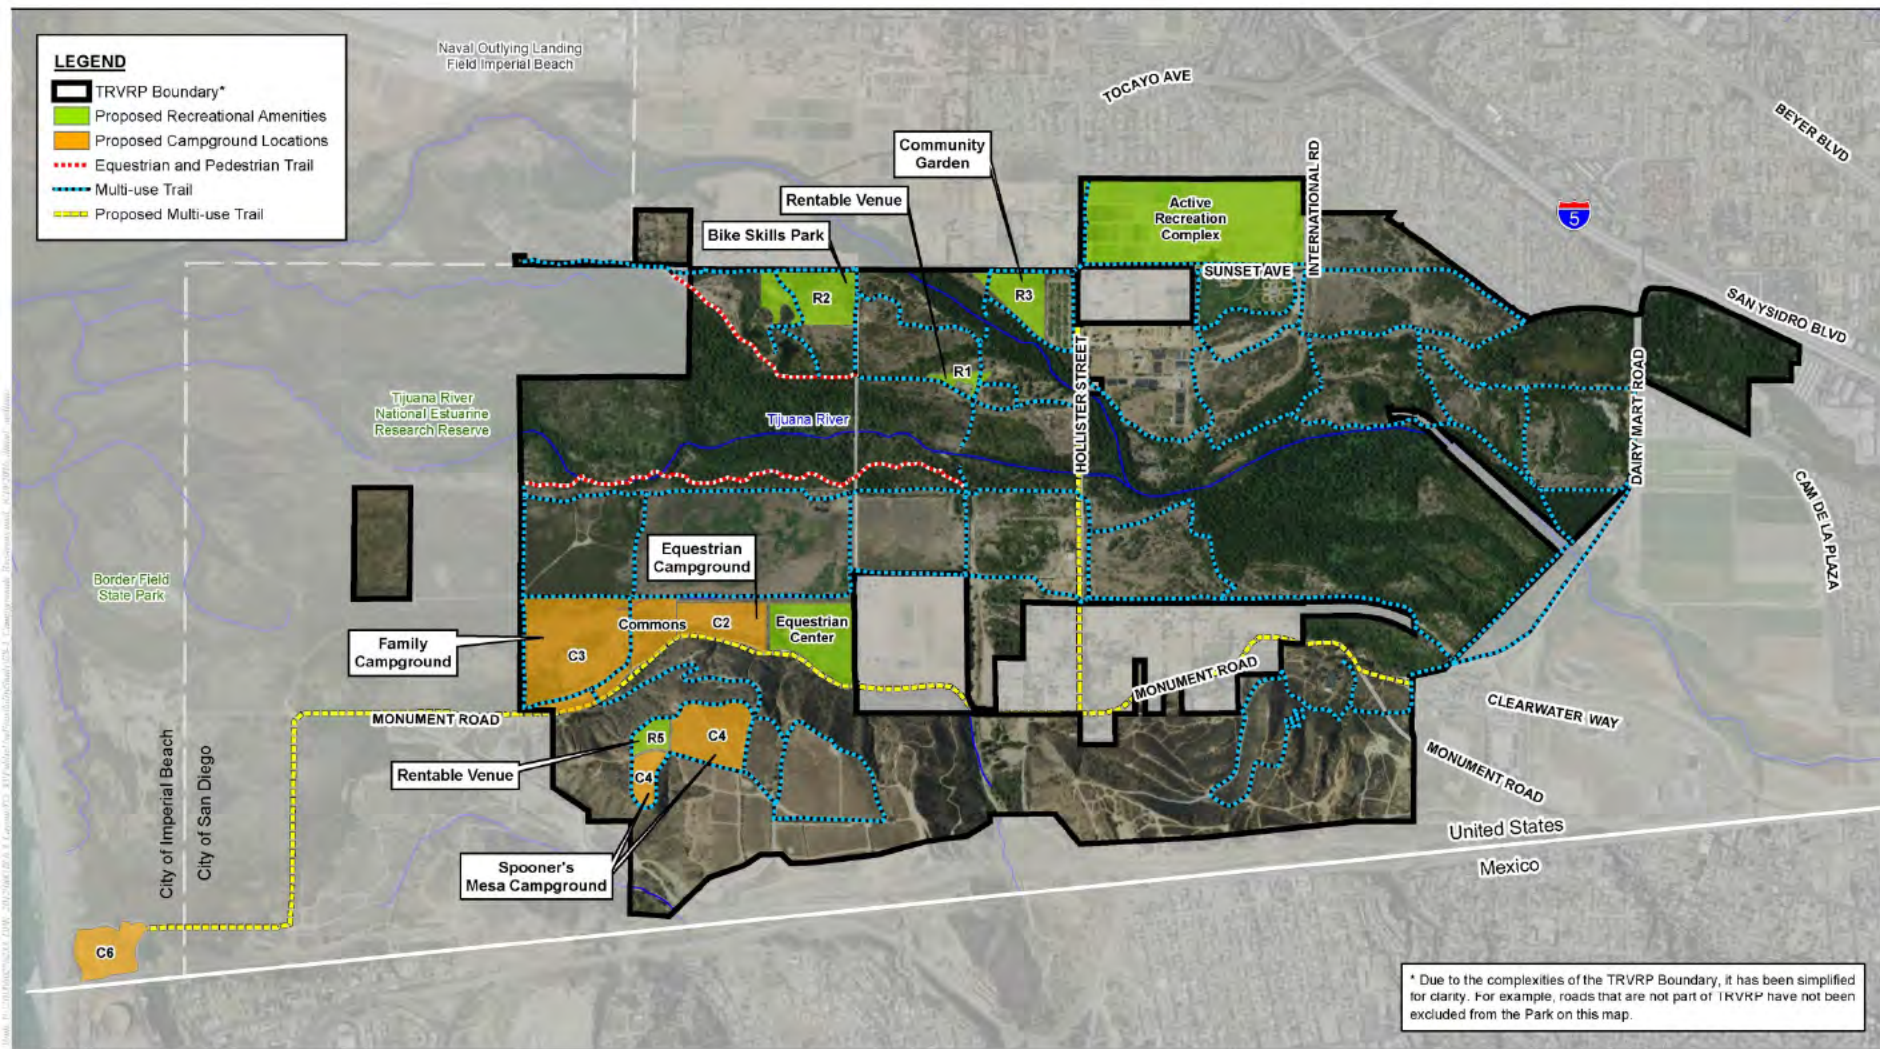 LEGEND
TRVRP Boundary*
Proposed Recreational Amenities
Proposed Campground Locations
Equestrian and Pedestrian Trail
Multi-use Trail
Proposed Multi-use Trail
Naval Outlying Landing
Field Imperial Beach
TOCAYO AVE
BEYER BLVD
Community
Garden
INTERNATIONAL RD
Rentable Venue
Active
Recreation
Complex
5
Bike Skills Park
SUNSET AVE
R2
R3
SAN YSIDRO BLVD
HOLLISTER STREET
R1
DAIRY MART ROAD
Tijuana River
National Estuarine
Research Reserve
Tijuana River
CAM DE LA PLAZA
Equestrian
Campground
Border Field
State Park
Commons
C2
Equestrian
Center
Family
Campground
C3
MONUMENT ROAD
MONUMENT ROAD
CLEARWATER WAY
R5
C4
MONUMENT ROAD
Rentable Venue
C4
City of Imperial Beach
City of San Diego
United States
Mexico
Spooner's
Mesa Campground
C6
* Due to the complexities of the TRVRP Boundary, it has been simplified
for clarity. For example, roads that are not part of TRVRP have not been
excluded from the Park on this map.